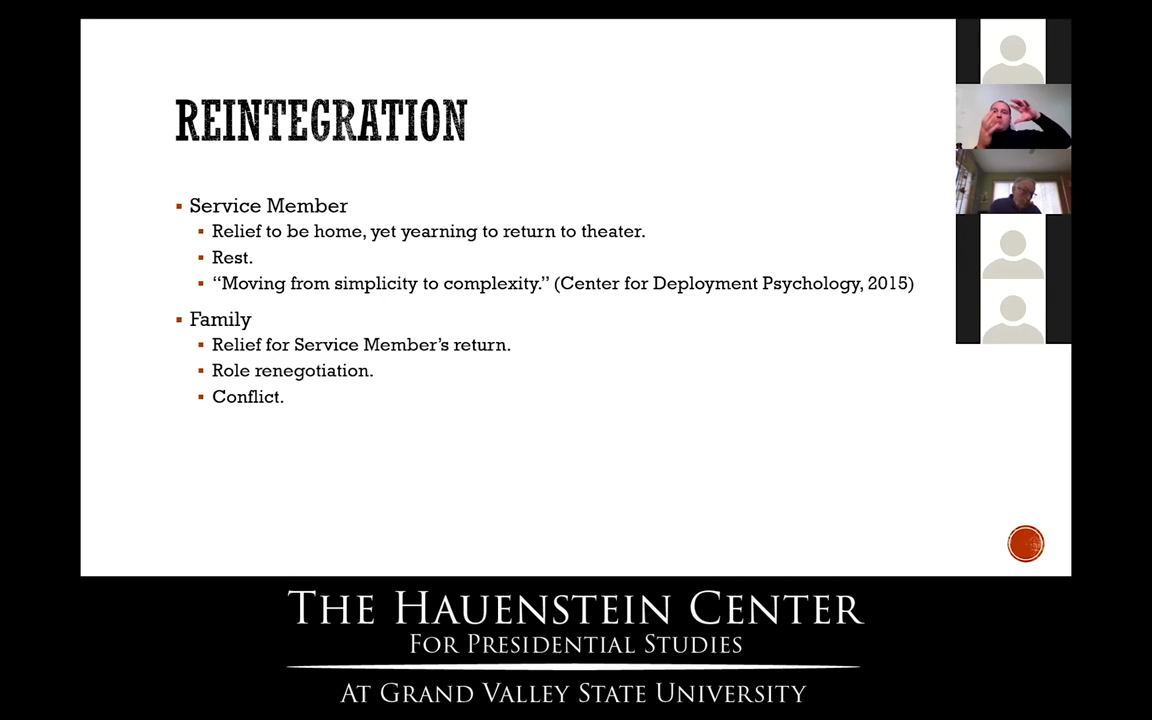 REINTEGRATION
Service Member
Relief to be home, yet yearning to return to theater.
Rest.
“Moving from simplicity to complexity.” (Center for Deployment Psychology, 2015)
Family
Relief for Service Member’s return.
Role renegotiation.
Conflict.
THE HAUENSTEIN CENTER
FOR PRESIDENTIAL STUDIES
AT GRAND VALLEY STATE UNIVERSITY